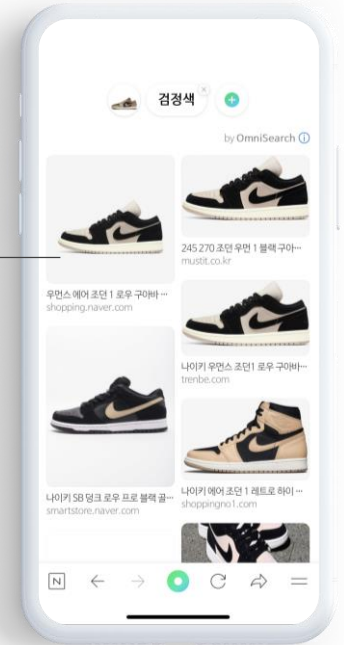 검정색
by OmniSearch
우먼스 에어 조던 1 로우 구아바 …
shopping.naver.com
245 270 조던 우먼 1 블랙 구아…
mustit.co.kr
나이키 우먼스 조던1 로우 구아바…
trenbe.com
나이키 SB 덩크 로우 프로 블랙 골…
smartstore.naver.com
나이키 에어 조던 1 레트로 하이 …
shoppingno1.com
N